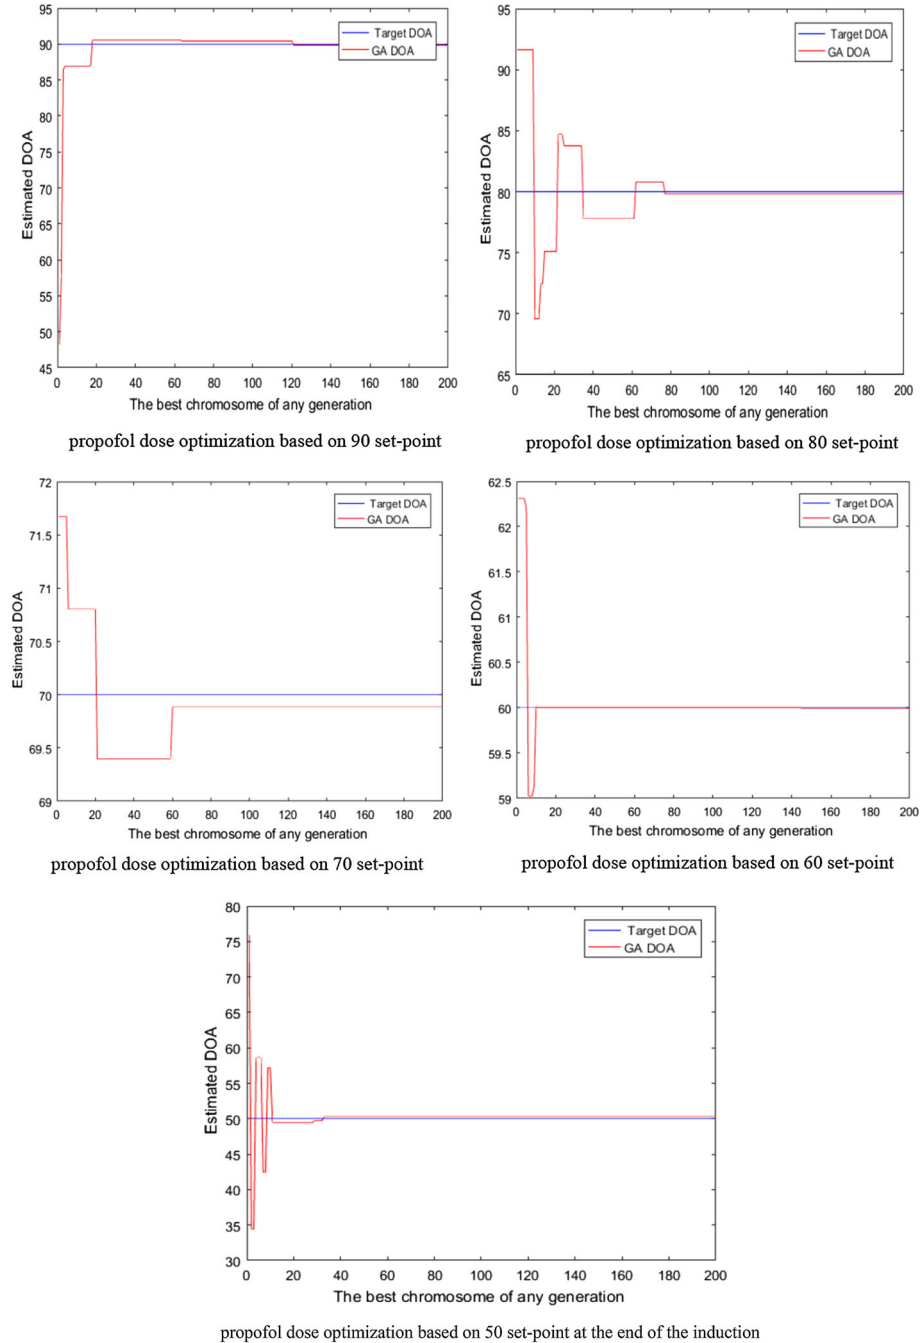 95
90
85
80
75
70
65
60
55
50
45
Estimated DOA
Target DOA
GA DOA
0 20 40 60 80 100 120 140 160 180 200
The best chromosome of any generation
propofol dose optimization based on 90 set-point
95
90
85
80
75
70
65
Estimated DOA
Target DOA
GA DOA
0 20 40 60 80 100 120 140 160 180 200
The best chromosome of any generation
propofol dose optimization based on 80 set-point
72
71.5
71
70.5
70
69.5
69
Estimated DOA
Target DOA
GA DOA
0 20 40 60 80 100 120 140 160 180 200
The best chromosome of any generation
propofol dose optimization based on 70 set-point
62.5
62
61.5
61
60.5
60
59.5
59
Estimated DOA
Target DOA
GA DOA
0 20 40 60 80 100 120 140 160 180 200
The best chromosome of any generation
propofol dose optimization based on 60 set-point
80
75
70
65
60
55
50
45
40
35
30
Estimated DOA
Target DOA
GA DOA
0 20 40 60 80 100 120 140 160 180 200
The best chromosome of any generation
propofol dose optimization based on 50 set-point at the end of the induction